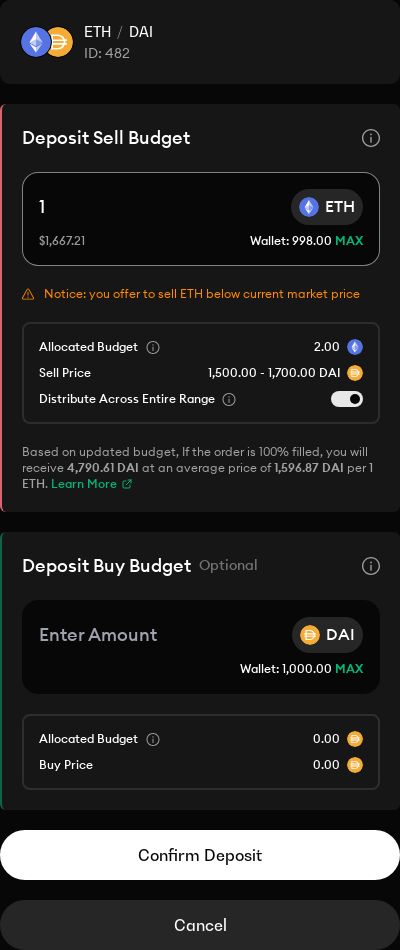 ETH / DAI
ID: 482
Deposit Sell Budget
1
ETH
$1,667.21
Wallet: 998.00 MAX
Notice: you offer to sell ETH below current market price
Allocated Budget
2.00
Sell Price
1,500.00 - 1,700.00 DAI
Distribute Across Entire Range
Based on updated budget, If the order is 100% filled, you will
receive 4,790.61 DAI at an average price of 1,596.87 DAI per 1
ETH. Learn More
Deposit Buy Budget Optional
Enter Amount
DAI
Wallet: 1,000.00 MAX
Allocated Budget
0.00
Buy Price
0.00
Confirm Deposit
Cancel